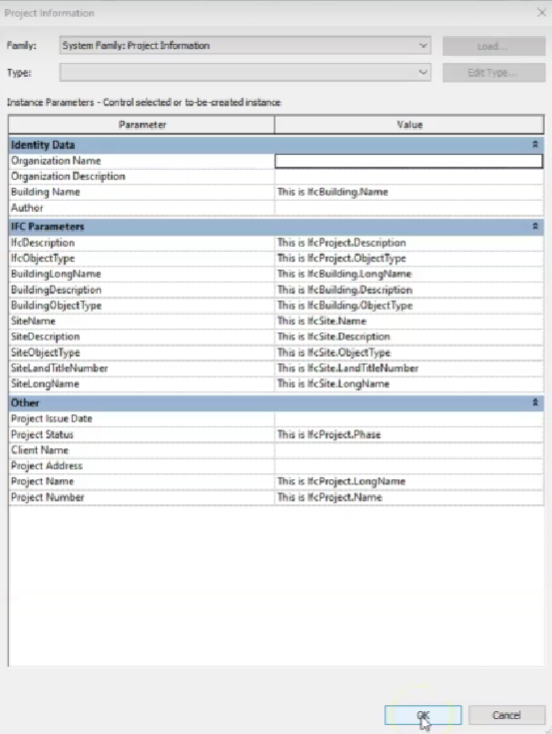 Project Information
Family: System Family: Project Information Load...
Type: Edit Type...
Instance Parameters - Control selected or to-be-created instance
Parameter Value
Identity Data
Organization Name
Organization Description
Building Name This is IfcBuilding.Name
Author
IFC Parameters
IfcDescription This is IfcProject.Description
IfcObjectType This is IfcProject.ObjectType
BuildingLongName This is IfcBuilding.LongName
BuildingDescription This is IfcBuilding.Description
BuildingObjectType This is IfcBuilding.ObjectType
SiteName This is IfcSite.Name
SiteDescription This is IfcSite.Description
SiteObjectType This is IfcSite.ObjectType
SiteLandTitleNumber This is IfcSite.LandTitleNumber
SiteLongName This is IfcSite.LongName
Other
Project Issue Date
Project Status This is IfcProject.Phase
Client Name
Project Address
Project Name This is IfcProject.LongName
Project Number This is IfcProject.Name
OK Cancel